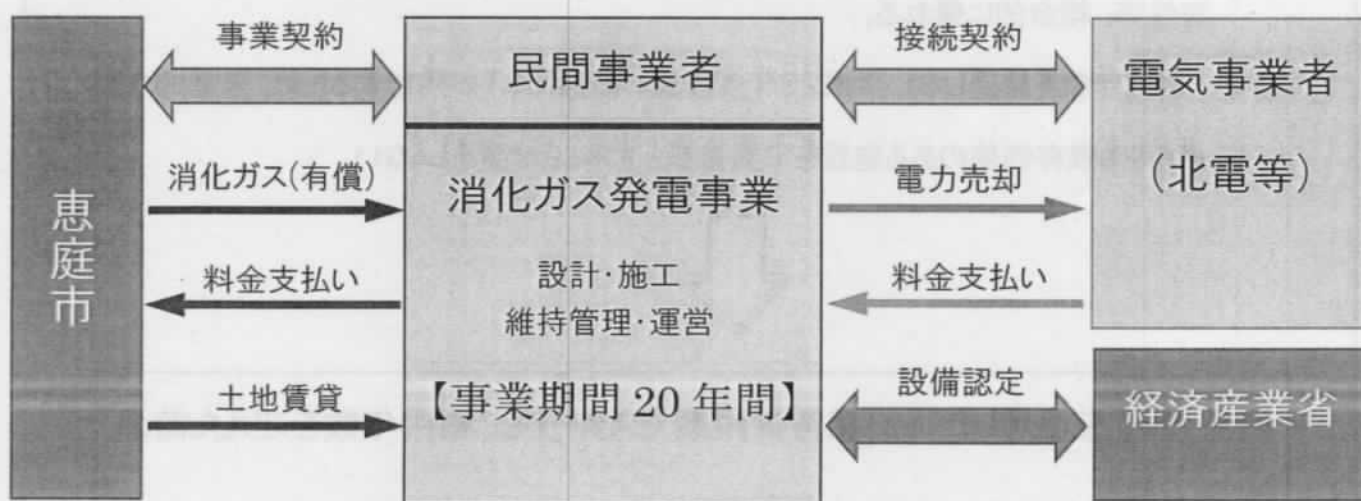 恵庭市
事業契約
消化ガス(有償)
料金支払い
土地賃貸
民間事業者
消化ガス発電事業
設計・施工
維持管理・運営
【事業期間 20 年間】
接続契約
電力売却
料金支払い
設備認定
電気事業者
(北電等)
経済産業省